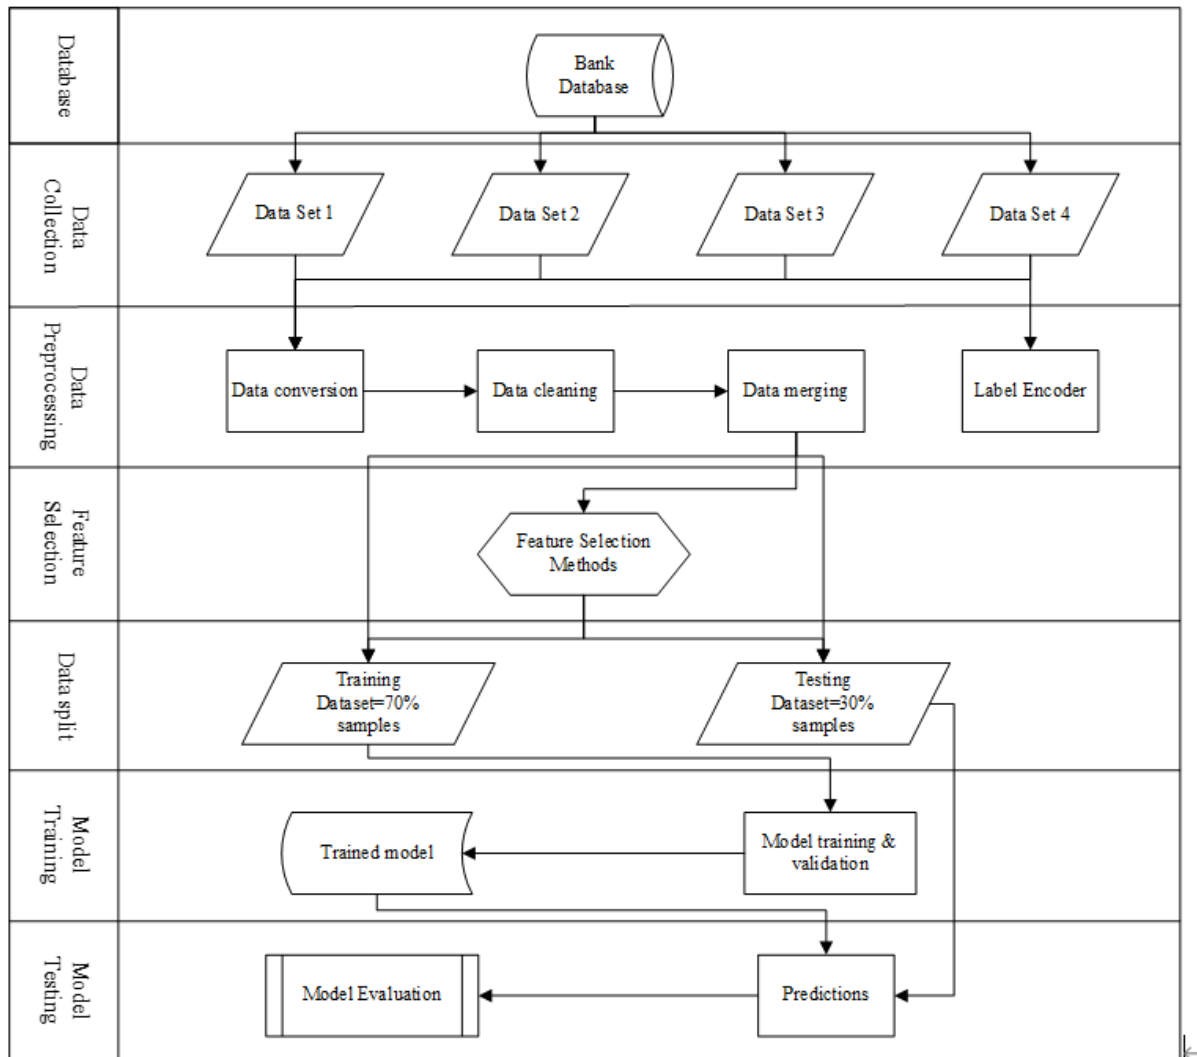 Database
Bank
Database
Data
Collection
Data Set 1
Data Set 2
Data Set 3
Data Set 4
Data
Preprocessing
Data conversion
Data cleaning
Data merging
Label Encoder
Feature
Selection
Feature Selection
Methods
Data split
Training
Dataset=70%
samples
Testing
Dataset=30%
samples
Model
Training
Trained model
Model training &
validation
Model
Testing
Model Evaluation
Predictions